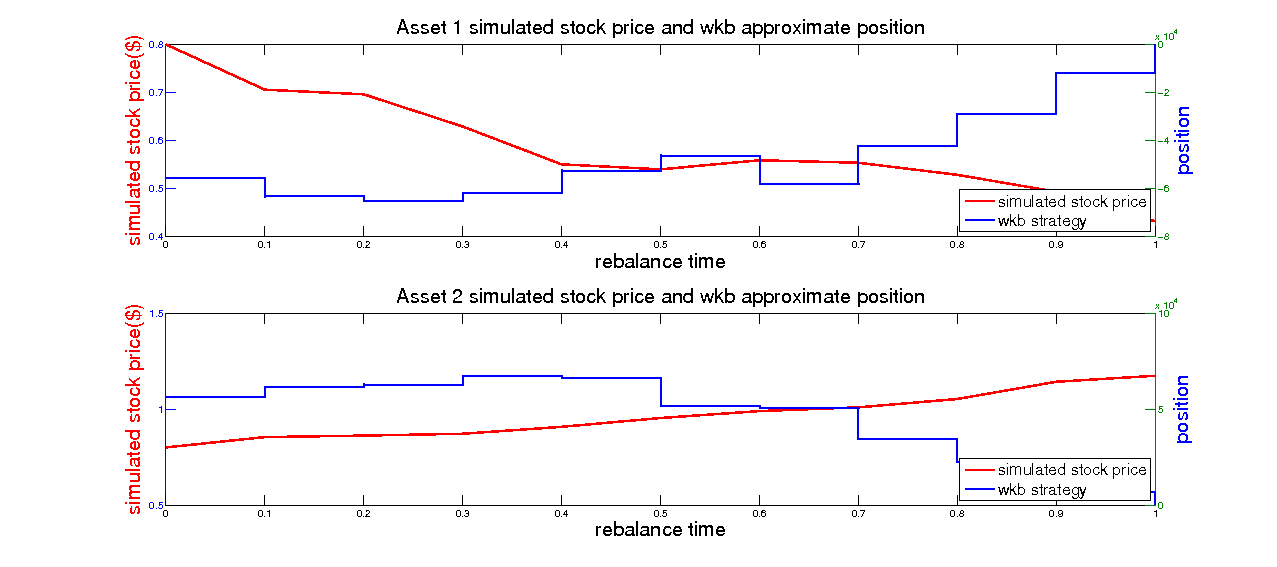 Asset 1 simulated stock price and wkb approximate position
x 10^4
simulated stock price($)
0.8
0.7
0.6
0.5
0.4
0
−2
−4
−6
−8
position
simulated stock price
wkb strategy
0 0.1 0.2 0.3 0.4 0.5 0.6 0.7 0.8 0.9 1
rebalance time
Asset 2 simulated stock price and wkb approximate position
x 10^4
simulated stock price($)
1.5
1
0.5
10
5
0
position
simulated stock price
wkb strategy
0 0.1 0.2 0.3 0.4 0.5 0.6 0.7 0.8 0.9 1
rebalance time